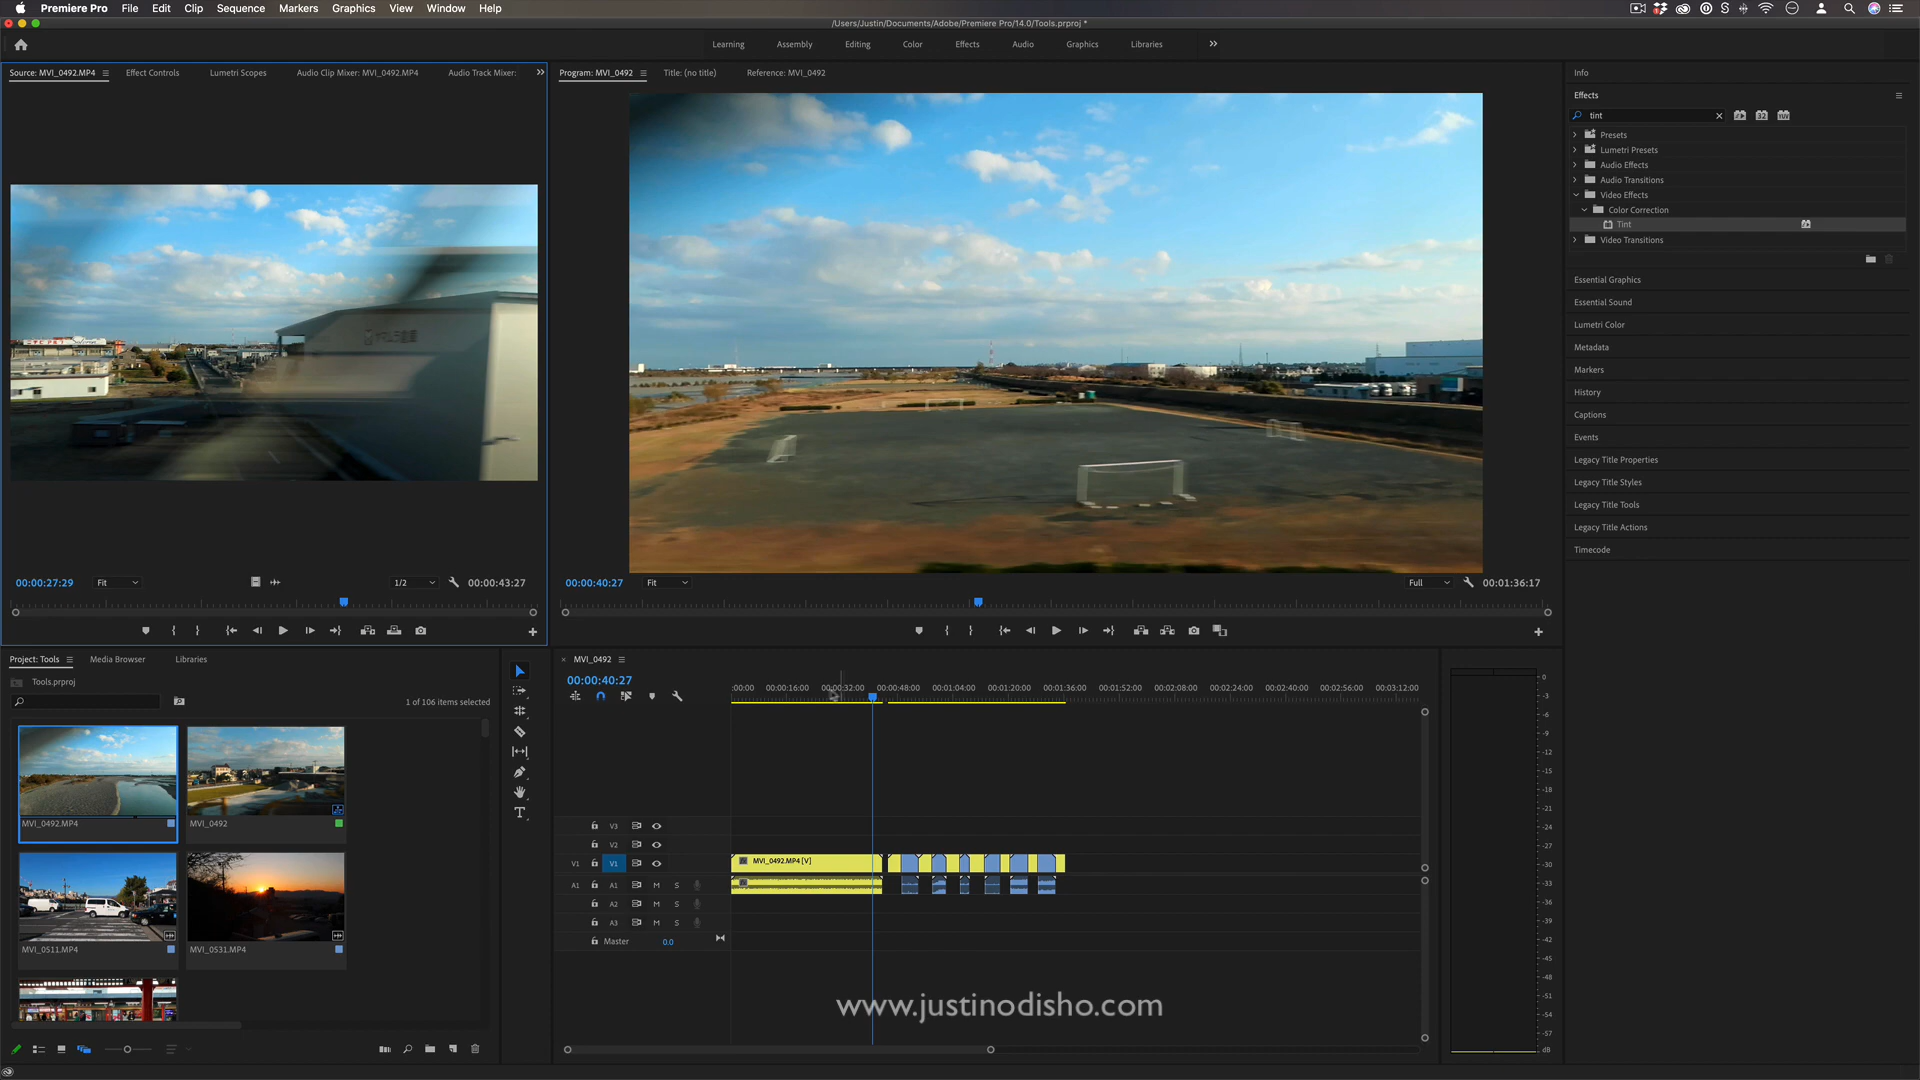 Premiere Pro File Edit Clip Sequence Markers Graphics View Window Help
/Users/Justin/Documents/Adobe/Premiere Pro/14.0/Tools.prproj *
Learning Assembly Editing Color Effects Audio Graphics Libraries
Source: MVI_0492.MP4 Effect Controls Lumetri Scopes Audio Clip Mixer: MVI_0492.MP4 Audio Track Mixer:
Program: MVI_0492 Title: (no title) Reference: MVI_0492
Info
Effects
tint
Presets
Lumetri Presets
Audio Effects
Audio Transitions
Video Effects
Color Correction
Tint
Video Transitions
Essential Graphics
Essential Sound
Lumetri Color
Metadata
Markers
History
Captions
Events
Legacy Title Properties
Legacy Title Styles
Legacy Title Tools
Legacy Title Actions
Timecode
00:00:27:29 Fit 1/2 00:00:43:27
00:00:40:27 Fit Full 00:01:36:17
Project: Tools Media Browser Libraries
Tools.prproj
1 of 106 items selected
MVI_0492.MP4
MVI_0492
MVI_0511.MP4
MVI_0531.MP4
MVI_0492
00:00:40:27
:00:00 00:00:16:00 00:00:32:00 00:00:48:00 00:01:04:00 00:01:20:00 00:01:36:00 00:01:52:00 00:02:08:00 00:02:24:00 00:02:40:00 00:02:56:00 00:03:12:00
V3
V2
V1 V1 MVI_0492.MP4 [V]
A1 A1 M S
A2 M S
A3 M S
Master 0.0
0
-3
-6
-9
-12
-15
-18
-21
-24
-27
-30
-33
-36
-39
-42
-45
-48
-51
-54
-57
dB
www.justinodisho.com